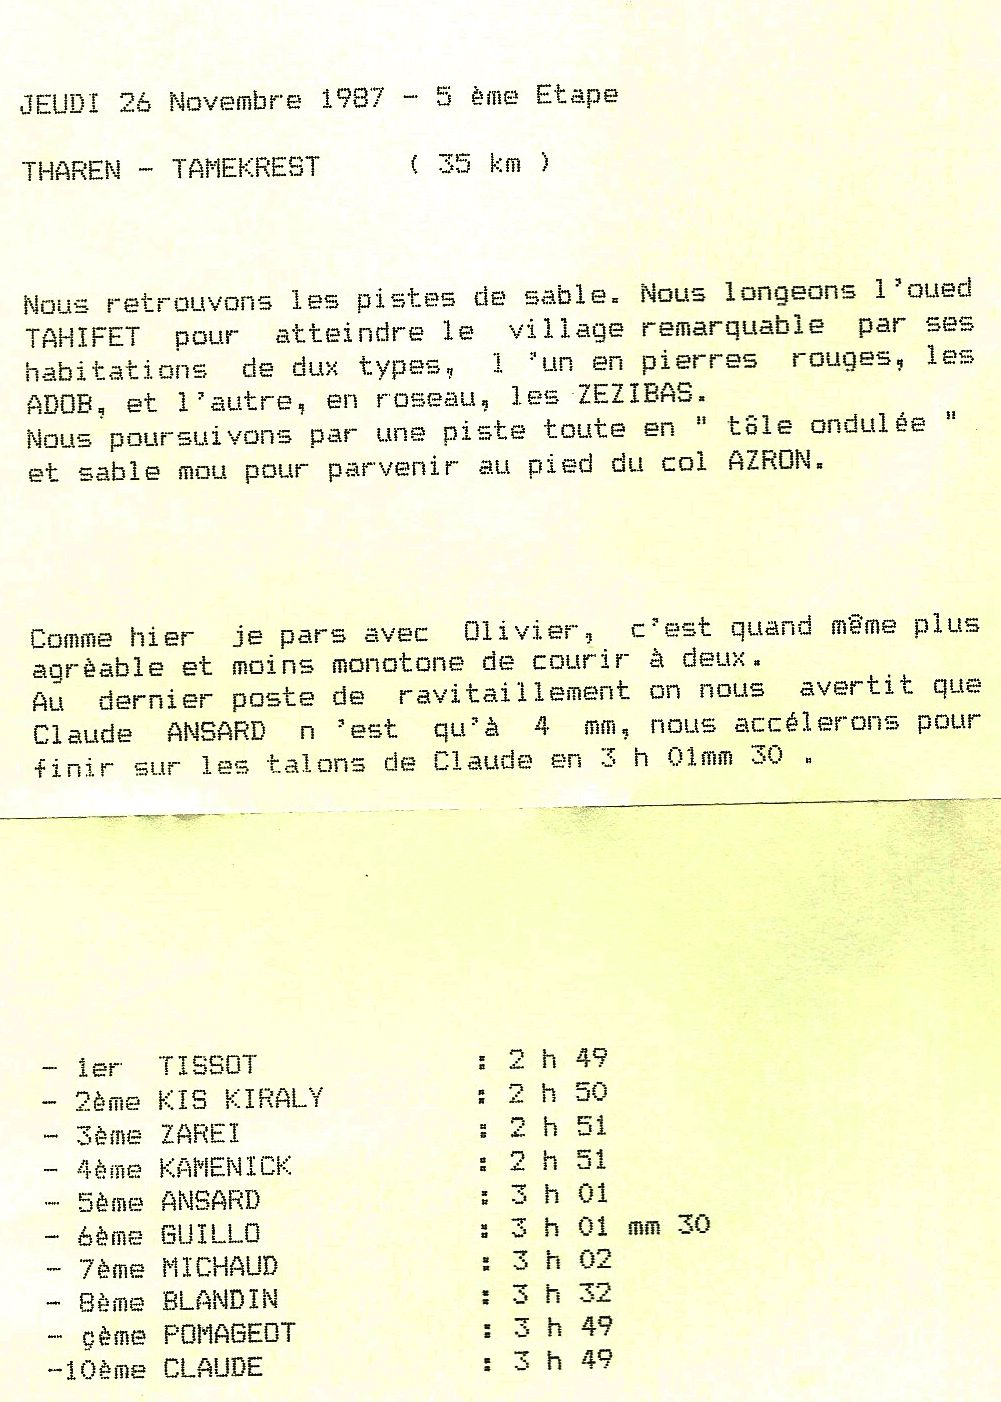 JEUDI 26 Novembre 1987 - 5 ème Etape
THAREN - TAMEKREST ( 35 km )
Nous retrouvons les pistes de sable. Nous longeons l'oued
TAHIFET pour atteindre le village remarquable par ses
habitations de dux types, l 'un en pierres rouges, les
ADOB, et l'autre, en roseau, les ZEZIBAS.
Nous poursuivons par une piste toute en " tôle ondulée "
et sable mou pour parvenir au pied du col AZRON.
Comme hier je pars avec Olivier, c'est quand même plus
agrèable et moins monotone de courir à deux.
Au dernier poste de ravitaillement on nous avertit que
Claude ANSARD n 'est qu'à 4 mm, nous accélerons pour
finir sur les talons de Claude en 3 h 01mm 30 .
- 1er TISSOT : 2 h 49
- 2ème KIS KIRALY : 2 h 50
- 3ème ZAREI : 2 h 51
- 4ème KAMENICK : 2 h 51
- 5ème ANSARD : 3 h 01
- 6ème GUILLO : 3 h 01 mm 30
- 7ème MICHAUD : 3 h 02
- 8ème BLANDIN : 3 h 32
- çème POMAGEOT : 3 h 49
-10ème CLAUDE : 3 h 49